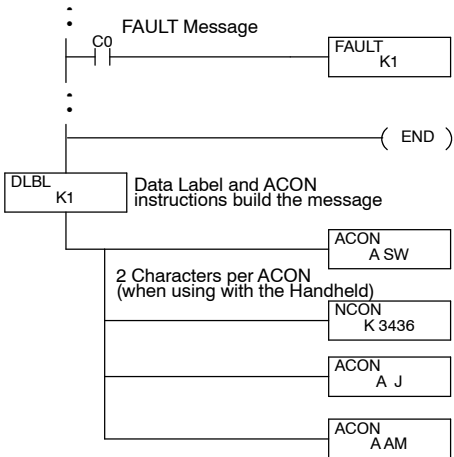 FAULT Message
C0
FAULT
K1
( END )
DLBL
K1
Data Label and ACON
instructions build the message
ACON
A SW
2 Characters per ACON
(when using with the Handheld)
NCON
K 3436
ACON
A J
ACON
A AM